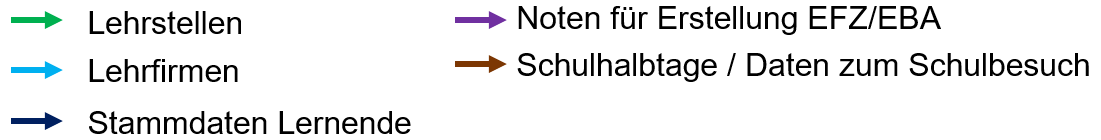 Lehrstellen
Lehrfirmen
Stammdaten Lernende
Noten für Erstellung EFZ/EBA
Schulhalbtage / Daten zum Schulbesuch